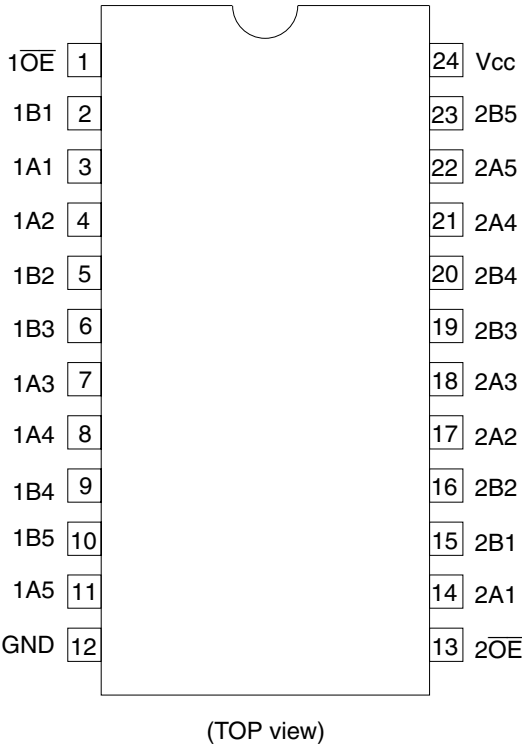 1O̅E̅ 1 24 Vcc
1B1 2 23 2B5
1A1 3 22 2A5
1A2 4 21 2A4
1B2 5 20 2B4
1B3 6 19 2B3
1A3 7 18 2A3
1A4 8 17 2A2
1B4 9 16 2B2
1B5 10 15 2B1
1A5 11 14 2A1
GND 12 13 2O̅E̅
(TOP view)